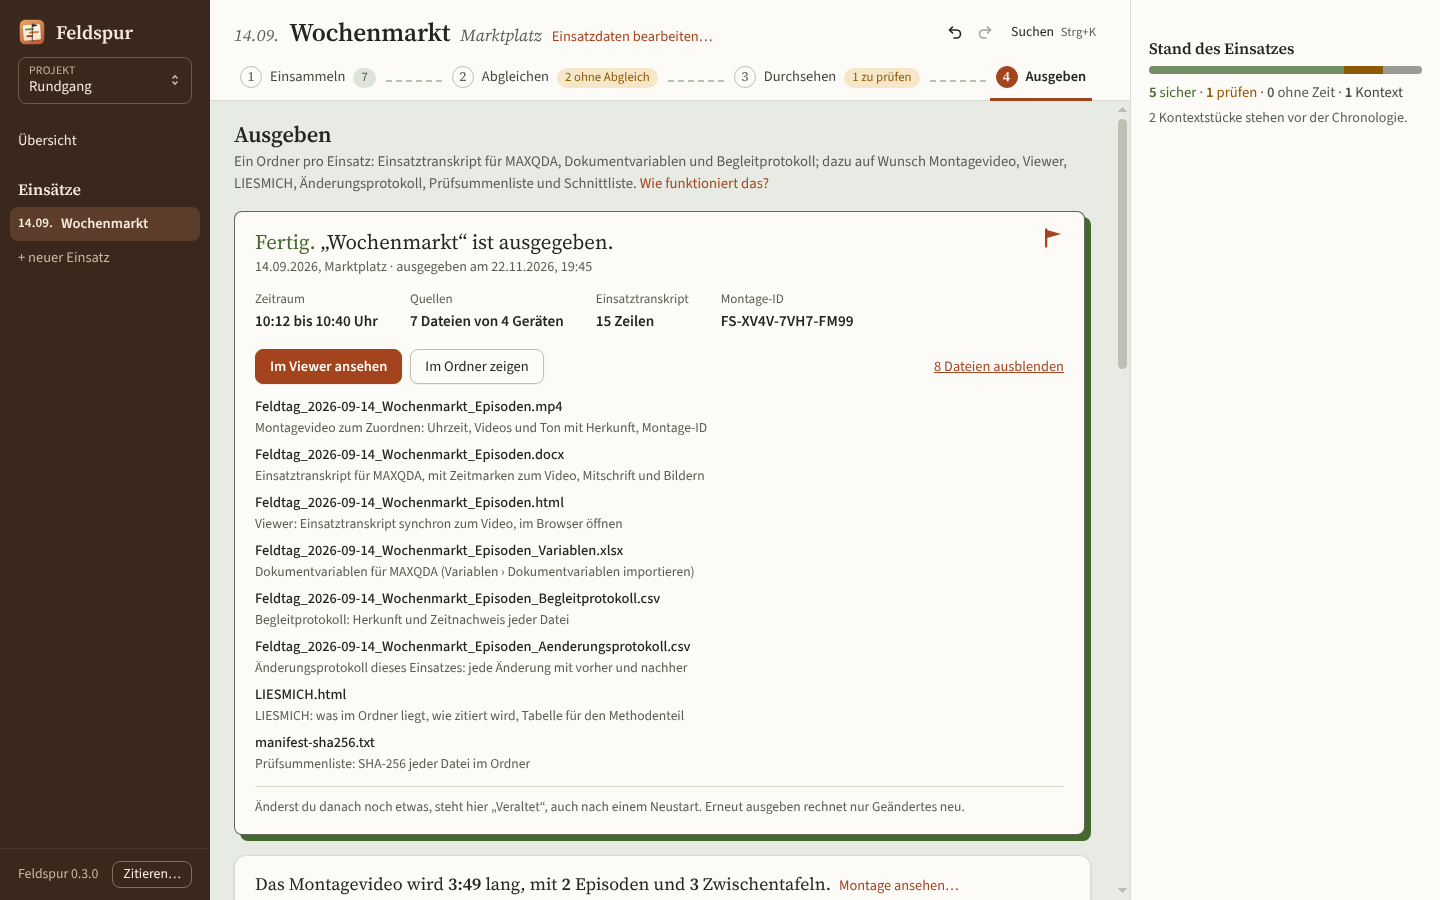 Feldspur
PROJEKT
Rundgang
Übersicht
Einsätze
14.09. Wochenmarkt
+ neuer Einsatz
Feldspur 0.3.0
Zitieren…
14.09. Wochenmarkt Marktplatz Einsatzdaten bearbeiten…
Suchen Strg+K
1 Einsammeln 7
2 Abgleichen 2 ohne Abgleich
3 Durchsehen 1 zu prüfen
4 Ausgeben
Ausgeben
Ein Ordner pro Einsatz: Einsatztranskript für MAXQDA, Dokumentvariablen und Begleitprotokoll; dazu auf Wunsch Montagevideo, Viewer,
LIESMICH, Änderungsprotokoll, Prüfsummenliste und Schnittliste. Wie funktioniert das?
Fertig. „Wochenmarkt“ ist ausgegeben.
14.09.2026, Marktplatz · ausgegeben am 22.11.2026, 19:45
Zeitraum
10:12 bis 10:40 Uhr
Quellen
7 Dateien von 4 Geräten
Einsatztranskript
15 Zeilen
Montage-ID
FS-XV4V-7VH7-FM99
Im Viewer ansehen
Im Ordner zeigen
8 Dateien ausblenden
Feldtag_2026-09-14_Wochenmarkt_Episoden.mp4
Montagevideo zum Zuordnen: Uhrzeit, Videos und Ton mit Herkunft, Montage-ID
Feldtag_2026-09-14_Wochenmarkt_Episoden.docx
Einsatztranskript für MAXQDA, mit Zeitmarken zum Video, Mitschrift und Bildern
Feldtag_2026-09-14_Wochenmarkt_Episoden.html
Viewer: Einsatztranskript synchron zum Video, im Browser öffnen
Feldtag_2026-09-14_Wochenmarkt_Episoden_Variablen.xlsx
Dokumentvariablen für MAXQDA (Variablen › Dokumentvariablen importieren)
Feldtag_2026-09-14_Wochenmarkt_Episoden_Begleitprotokoll.csv
Begleitprotokoll: Herkunft und Zeitnachweis jeder Datei
Feldtag_2026-09-14_Wochenmarkt_Episoden_Aenderungsprotokoll.csv
Änderungsprotokoll dieses Einsatzes: jede Änderung mit vorher und nachher
LIESMICH.html
LIESMICH: was im Ordner liegt, wie zitiert wird, Tabelle für den Methodenteil
manifest-sha256.txt
Prüfsummenliste: SHA-256 jeder Datei im Ordner
Änderst du danach noch etwas, steht hier „Veraltet“, auch nach einem Neustart. Erneut ausgeben rechnet nur Geändertes neu.
Das Montagevideo wird 3:49 lang, mit 2 Episoden und 3 Zwischentafeln. Montage ansehen…
Stand des Einsatzes
5 sicher · 1 prüfen · 0 ohne Zeit · 1 Kontext
2 Kontextstücke stehen vor der Chronologie.